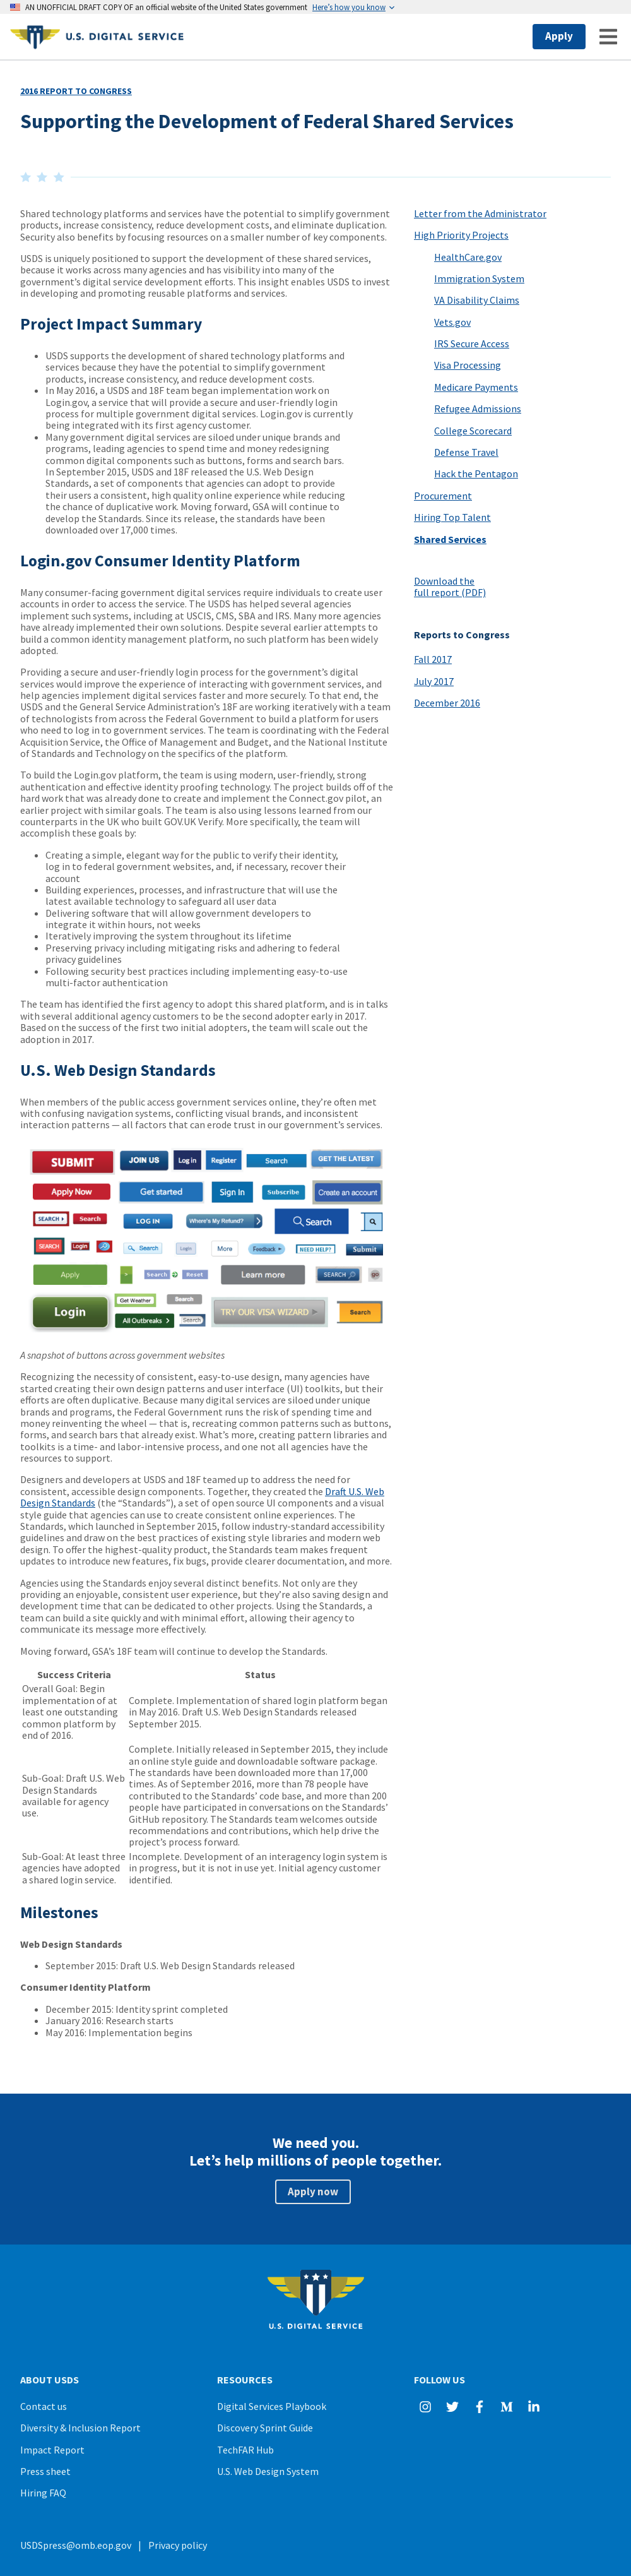 AN UNOFFICIAL DRAFT COPY OF an official website of the United States government Here's how you know
U.S. DIGITAL SERVICE
Apply
2016 REPORT TO CONGRESS
Supporting the Development of Federal Shared Services
Shared technology platforms and services have the potential to simplify government
products, increase consistency, reduce development costs, and eliminate duplication.
Security also benefits by focusing resources on a smaller number of key components.
USDS is uniquely positioned to support the development of these shared services,
because it works across many agencies and has visibility into many of the
government's digital service development efforts. This insight enables USDS to invest
in developing and promoting reusable platforms and services.
Project Impact Summary
USDS supports the development of shared technology platforms and
services because they have the potential to simplify government
products, increase consistency, and reduce development costs.
In May 2016, a USDS and 18F team began implementation work on
Login.gov, a service that will provide a secure and user-friendly login
process for multiple government digital services. Login.gov is currently
being integrated with its first agency customer.
Many government digital services are siloed under unique brands and
programs, leading agencies to spend time and money redesigning
common digital components such as buttons, forms and search bars.
In September 2015, USDS and 18F released the U.S. Web Design
Standards, a set of components that agencies can adopt to provide
their users a consistent, high quality online experience while reducing
the chance of duplicative work. Moving forward, GSA will continue to
develop the Standards. Since its release, the standards have been
downloaded over 17,000 times.
Login.gov Consumer Identity Platform
Many consumer-facing government digital services require individuals to create user
accounts in order to access the service. The USDS has helped several agencies
implement such systems, including at USCIS, CMS, SBA and IRS. Many more agencies
have already implemented their own solutions. Despite several earlier attempts to
build a common identity management platform, no such platform has been widely
adopted.
Providing a secure and user-friendly login process for the government's digital
services would improve the experience of interacting with government services, and
help agencies implement digital services faster and more securely. To that end, the
USDS and the General Service Administration's 18F are working iteratively with a team
of technologists from across the Federal Government to build a platform for users
who need to log in to government services. The team is coordinating with the Federal
Acquisition Service, the Office of Management and Budget, and the National Institute
of Standards and Technology on the specifics of the platform.
To build the Login.gov platform, the team is using modern, user-friendly, strong
authentication and effective identity proofing technology. The project builds off of the
hard work that was already done to create and implement the Connect.gov pilot, an
earlier project with similar goals. The team is also using lessons learned from our
counterparts in the UK who built GOV.UK Verify. More specifically, the team will
accomplish these goals by:
Creating a simple, elegant way for the public to verify their identity,
log in to federal government websites, and, if necessary, recover their
account
Building experiences, processes, and infrastructure that will use the
latest available technology to safeguard all user data
Delivering software that will allow government developers to
integrate it within hours, not weeks
Iteratively improving the system throughout its lifetime
Preserving privacy including mitigating risks and adhering to federal
privacy guidelines
Following security best practices including implementing easy-to-use
multi-factor authentication
The team has identified the first agency to adopt this shared platform, and is in talks
with several additional agency customers to be the second adopter early in 2017.
Based on the success of the first two initial adopters, the team will scale out the
adoption in 2017.
U.S. Web Design Standards
When members of the public access government services online, they're often met
with confusing navigation systems, conflicting visual brands, and inconsistent
interaction patterns — all factors that can erode trust in our government's services.
SUBMIT JOIN US Log in Register Search GET THE LATEST
Apply Now Get started Sign In Subscribe Create an account
SEARCH Search LOG IN Where's My Refund? Search
SEARCH Login Search Login More Feedback NEED HELP? Submit
Apply Search Reset Learn more SEARCH go
Login Get Weather Search All Outbreaks Search TRY OUR VISA WIZARD Search
A snapshot of buttons across government websites
Recognizing the necessity of consistent, easy-to-use design, many agencies have
started creating their own design patterns and user interface (UI) toolkits, but their
efforts are often duplicative. Because many digital services are siloed under unique
brands and programs, the Federal Government runs the risk of spending time and
money reinventing the wheel — that is, recreating common patterns such as buttons,
forms, and search bars that already exist. What's more, creating pattern libraries and
toolkits is a time- and labor-intensive process, and one not all agencies have the
resources to support.
Designers and developers at USDS and 18F teamed up to address the need for
consistent, accessible design components. Together, they created the Draft U.S. Web
Design Standards (the "Standards"), a set of open source UI components and a visual
style guide that agencies can use to create consistent online experiences. The
Standards, which launched in September 2015, follow industry-standard accessibility
guidelines and draw on the best practices of existing style libraries and modern web
design. To offer the highest-quality product, the Standards team makes frequent
updates to introduce new features, fix bugs, provide clearer documentation, and more.
Agencies using the Standards enjoy several distinct benefits. Not only are they
providing an enjoyable, consistent user experience, but they're also saving design and
development time that can be dedicated to other projects. Using the Standards, a
team can build a site quickly and with minimal effort, allowing their agency to
communicate its message more effectively.
Moving forward, GSA's 18F team will continue to develop the Standards.
Success Criteria Status
Overall Goal: Begin
implementation of at
least one outstanding
common platform by
end of 2016.
Complete. Implementation of shared login platform began
in May 2016. Draft U.S. Web Design Standards released
September 2015.
Sub-Goal: Draft U.S. Web
Design Standards
available for agency
use.
Complete. Initially released in September 2015, they include
an online style guide and downloadable software package.
The standards have been downloaded more than 17,000
times. As of September 2016, more than 78 people have
contributed to the Standards' code base, and more than 200
people have participated in conversations on the Standards'
GitHub repository. The Standards team welcomes outside
recommendations and contributions, which help drive the
project's process forward.
Sub-Goal: At least three
agencies have adopted
a shared login service.
Incomplete. Development of an interagency login system is
in progress, but it is not in use yet. Initial agency customer
identified.
Milestones
Web Design Standards
September 2015: Draft U.S. Web Design Standards released
Consumer Identity Platform
December 2015: Identity sprint completed
January 2016: Research starts
May 2016: Implementation begins
Letter from the Administrator
High Priority Projects
HealthCare.gov
Immigration System
VA Disability Claims
Vets.gov
IRS Secure Access
Visa Processing
Medicare Payments
Refugee Admissions
College Scorecard
Defense Travel
Hack the Pentagon
Procurement
Hiring Top Talent
Shared Services
Download the
full report (PDF)
Reports to Congress
Fall 2017
July 2017
December 2016
We need you.
Let's help millions of people together.
Apply now
U.S. DIGITAL SERVICE
ABOUT USDS
Contact us
Diversity & Inclusion Report
Impact Report
Press sheet
Hiring FAQ
RESOURCES
Digital Services Playbook
Discovery Sprint Guide
TechFAR Hub
U.S. Web Design System
FOLLOW US
USDSpress@omb.eop.gov | Privacy policy